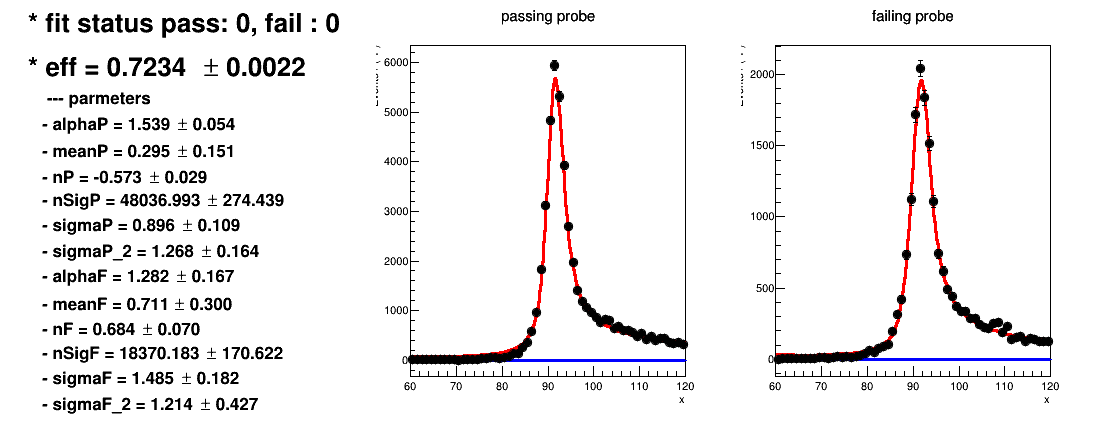 * fit status pass: 0, fail : 0
* eff = 0.7234 ± 0.0022
--- parmeters
- alphaP = 1.539 ± 0.054
- meanP = 0.295 ± 0.151
- nP = -0.573 ± 0.029
- nSigP = 48036.993 ± 274.439
- sigmaP = 0.896 ± 0.109
- sigmaP_2 = 1.268 ± 0.164
- alphaF = 1.282 ± 0.167
- meanF = 0.711 ± 0.300
- nF = 0.684 ± 0.070
- nSigF = 18370.183 ± 170.622
- sigmaF = 1.485 ± 0.182
- sigmaF_2 = 1.214 ± 0.427
passing probe
6000
5000
4000
3000
2000
1000
0
60 70 80 90 100 110 120
x
failing probe
2000
1500
1000
500
0
60 70 80 90 100 110 120
x